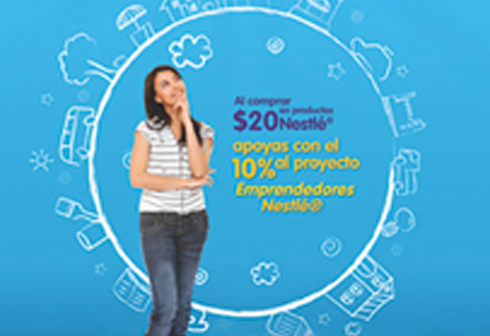 Al comprar
$20 en productos
Nestlé®
apoyas con el
10% al proyecto
Emprendedores
Nestlé®